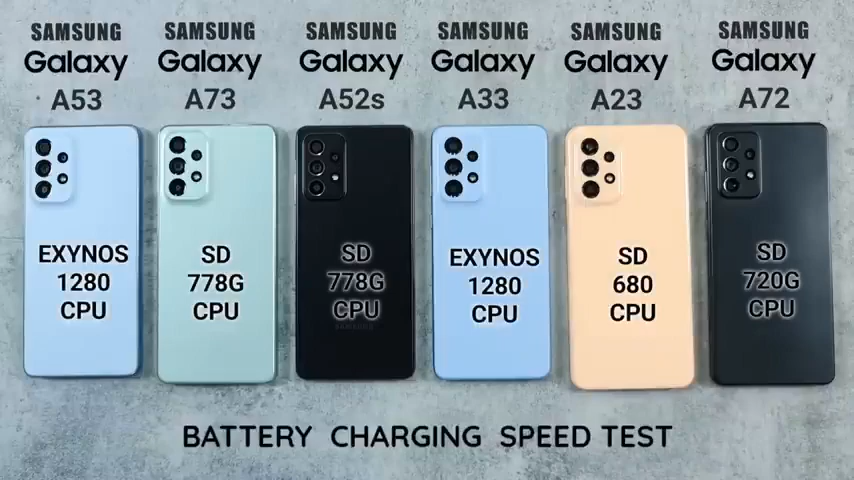 SAMSUNG SAMSUNG SAMSUNG SAMSUNG SAMSUNG SAMSUNG
Galaxy Galaxy Galaxy Galaxy Galaxy Galaxy
A53 A73 A52s A33 A23 A72
EXYNOS
1280
CPU
SD
778G
CPU
SD
778G
CPU
SAMSUNG
EXYNOS
1280
CPU
SD
680
CPU
SD
720G
CPU
BATTERY CHARGING SPEED TEST